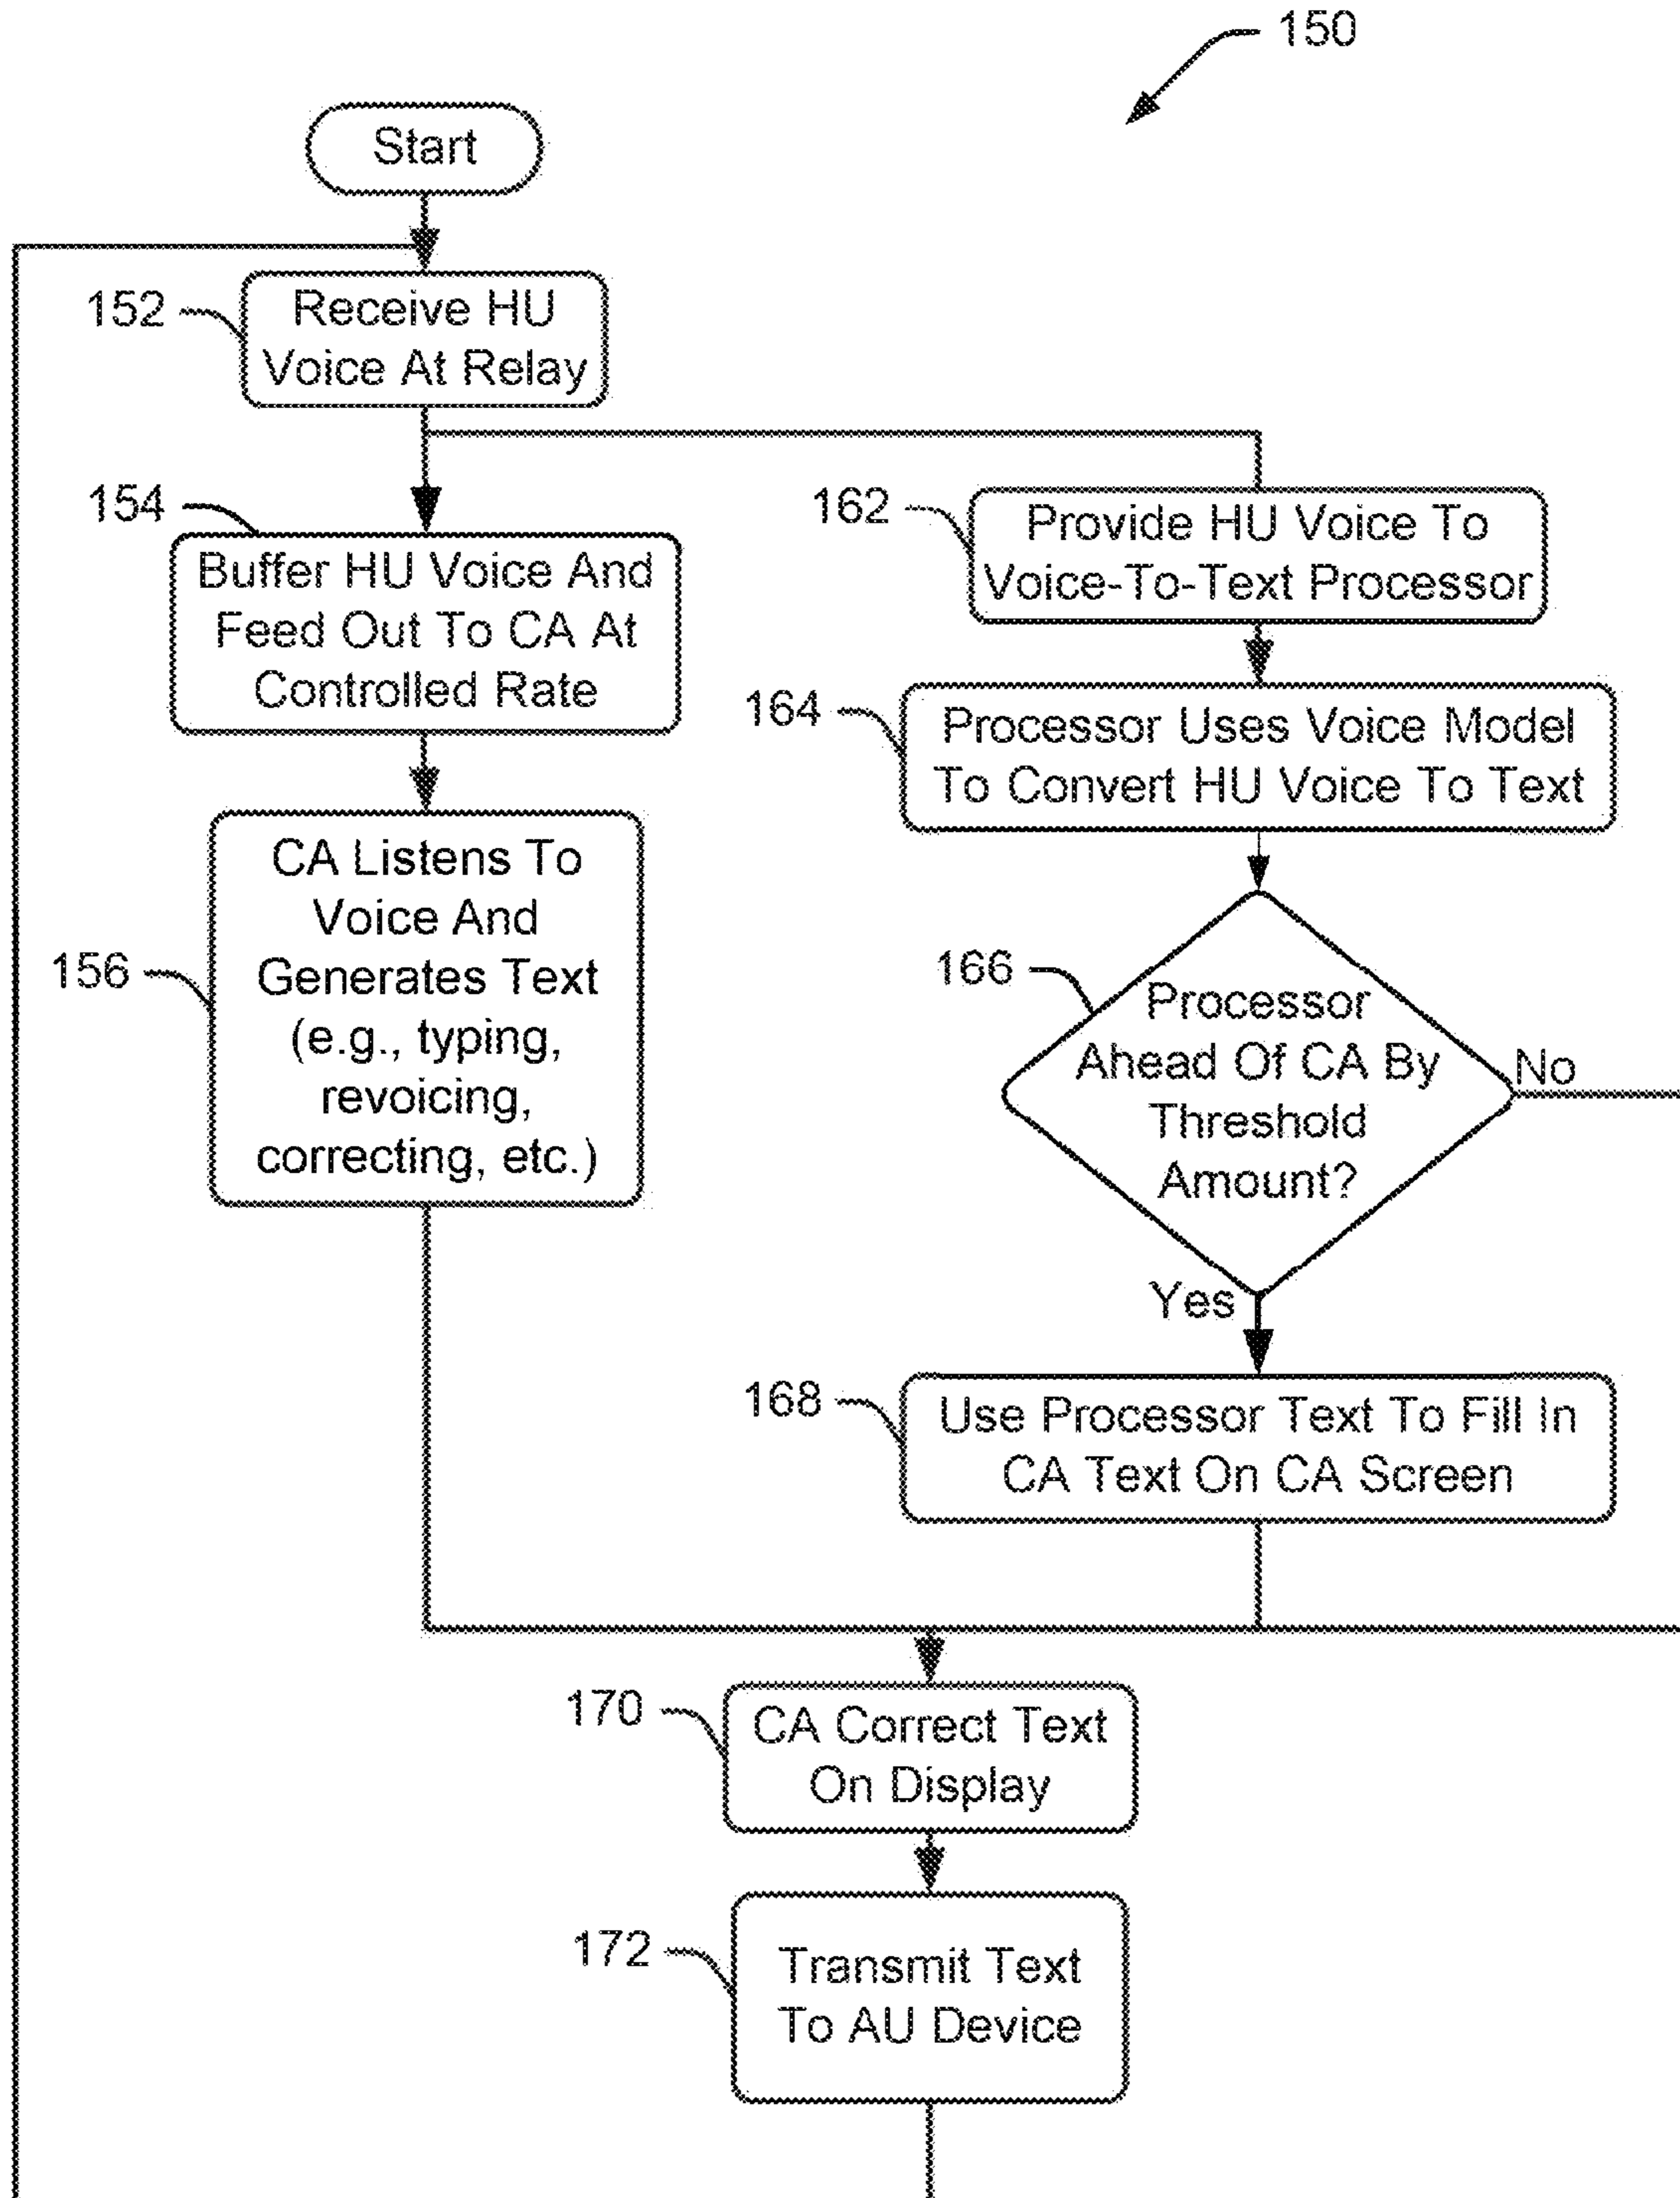 150
Start
152
Receive HU
Voice At Relay
154
Buffer HU Voice And
Feed Out To CA At
Controlled Rate
162
Provide HU Voice To
Voice-To-Text Processor
164
Processor Uses Voice Model
To Convert HU Voice To Text
156
CA Listens To
Voice And
Generates Text
(e.g., typing,
revoicing,
correcting, etc.)
166
Processor
Ahead Of CA By
Threshold
Amount?
No
Yes
168
Use Processor Text To Fill In
CA Text On CA Screen
170
CA Correct Text
On Display
172
Transmit Text
To AU Device